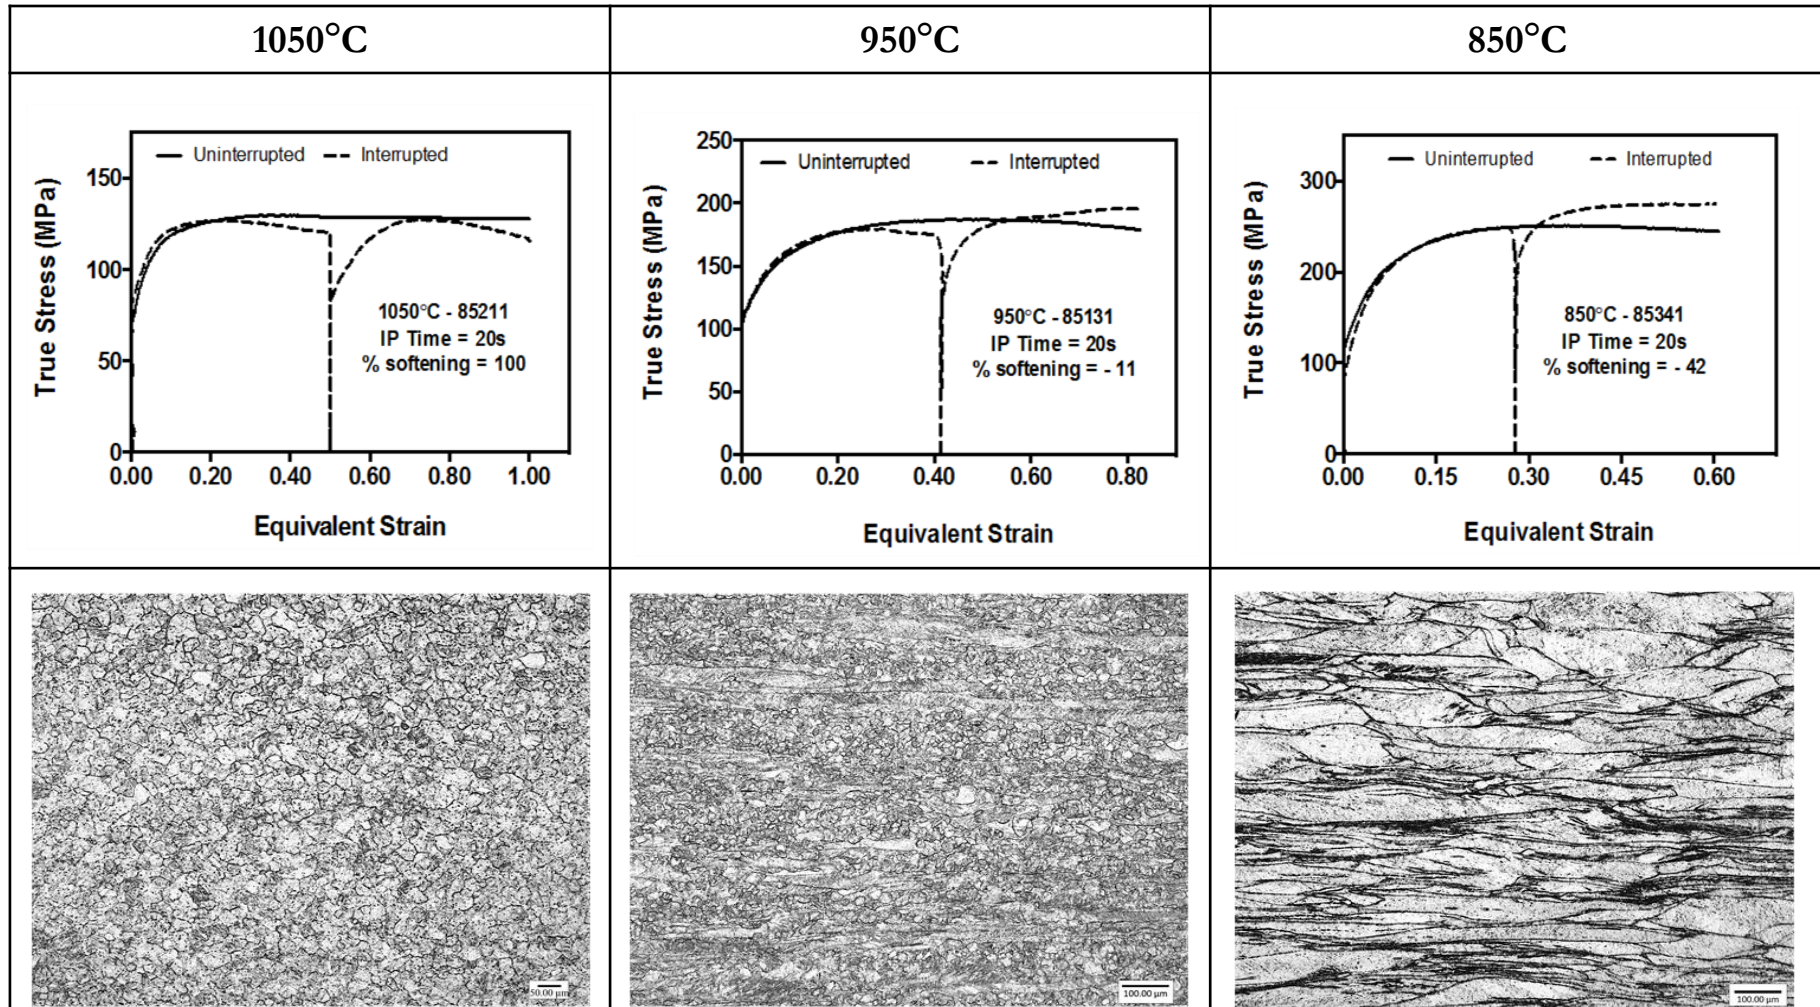 1050°C
950°C
850°C
Uninterrupted
Interrupted
True Stress (MPa)
150
100
50
0
1050°C - 85211
IP Time = 20s
% softening = 100
0.00 0.20 0.40 0.60 0.80 1.00
Equivalent Strain
Uninterrupted
Interrupted
True Stress (MPa)
250
200
150
100
50
0
950°C - 85131
IP Time = 20s
% softening = - 11
0.00 0.20 0.40 0.60 0.80
Equivalent Strain
Uninterrupted
Interrupted
True Stress (MPa)
300
200
100
0
850°C - 85341
IP Time = 20s
% softening = - 42
0.00 0.15 0.30 0.45 0.60
Equivalent Strain
50.00 µm
100.00 µm
100.00 µm